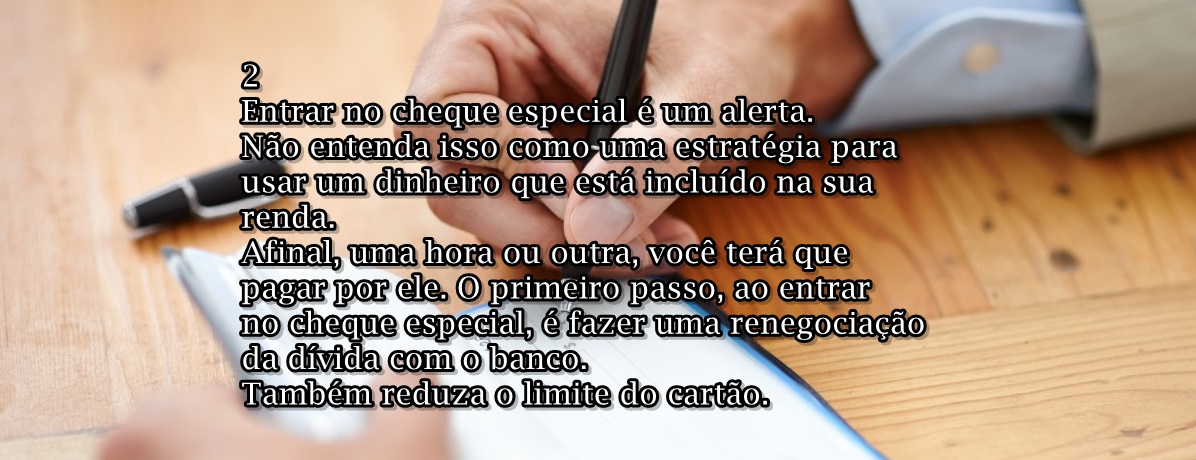 2
Entrar no cheque especial é um alerta.
Não entenda isso como uma estratégia para
usar um dinheiro que está incluído na sua
renda.
Afinal, uma hora ou outra, você terá que
pagar por ele. O primeiro passo, ao entrar
no cheque especial, é fazer uma renegociação
da dívida com o banco.
Também reduza o limite do cartão.